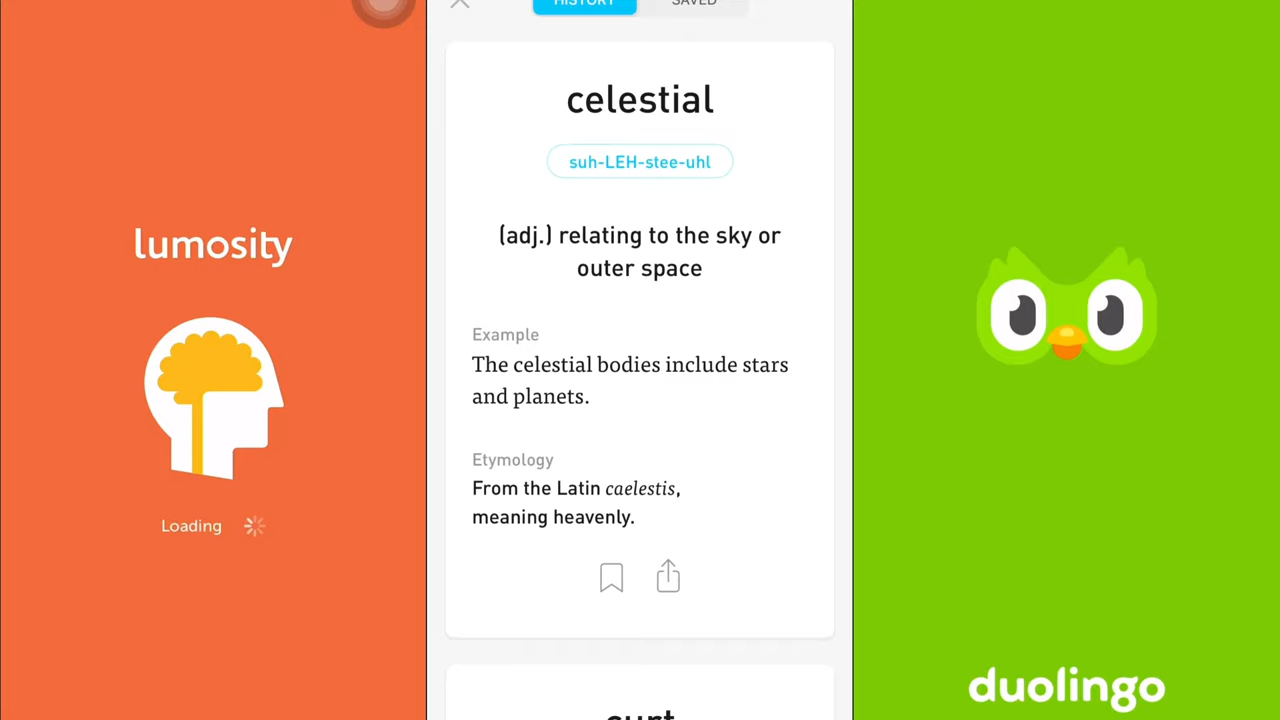 lumosity
Loading
HISTORY
SAVED
celestial
suh-LEH-stee-uhl
(adj.) relating to the sky or
outer space
Example
The celestial bodies include stars
and planets.
Etymology
From the Latin caelestis,
meaning heavenly.
curt
duolingo